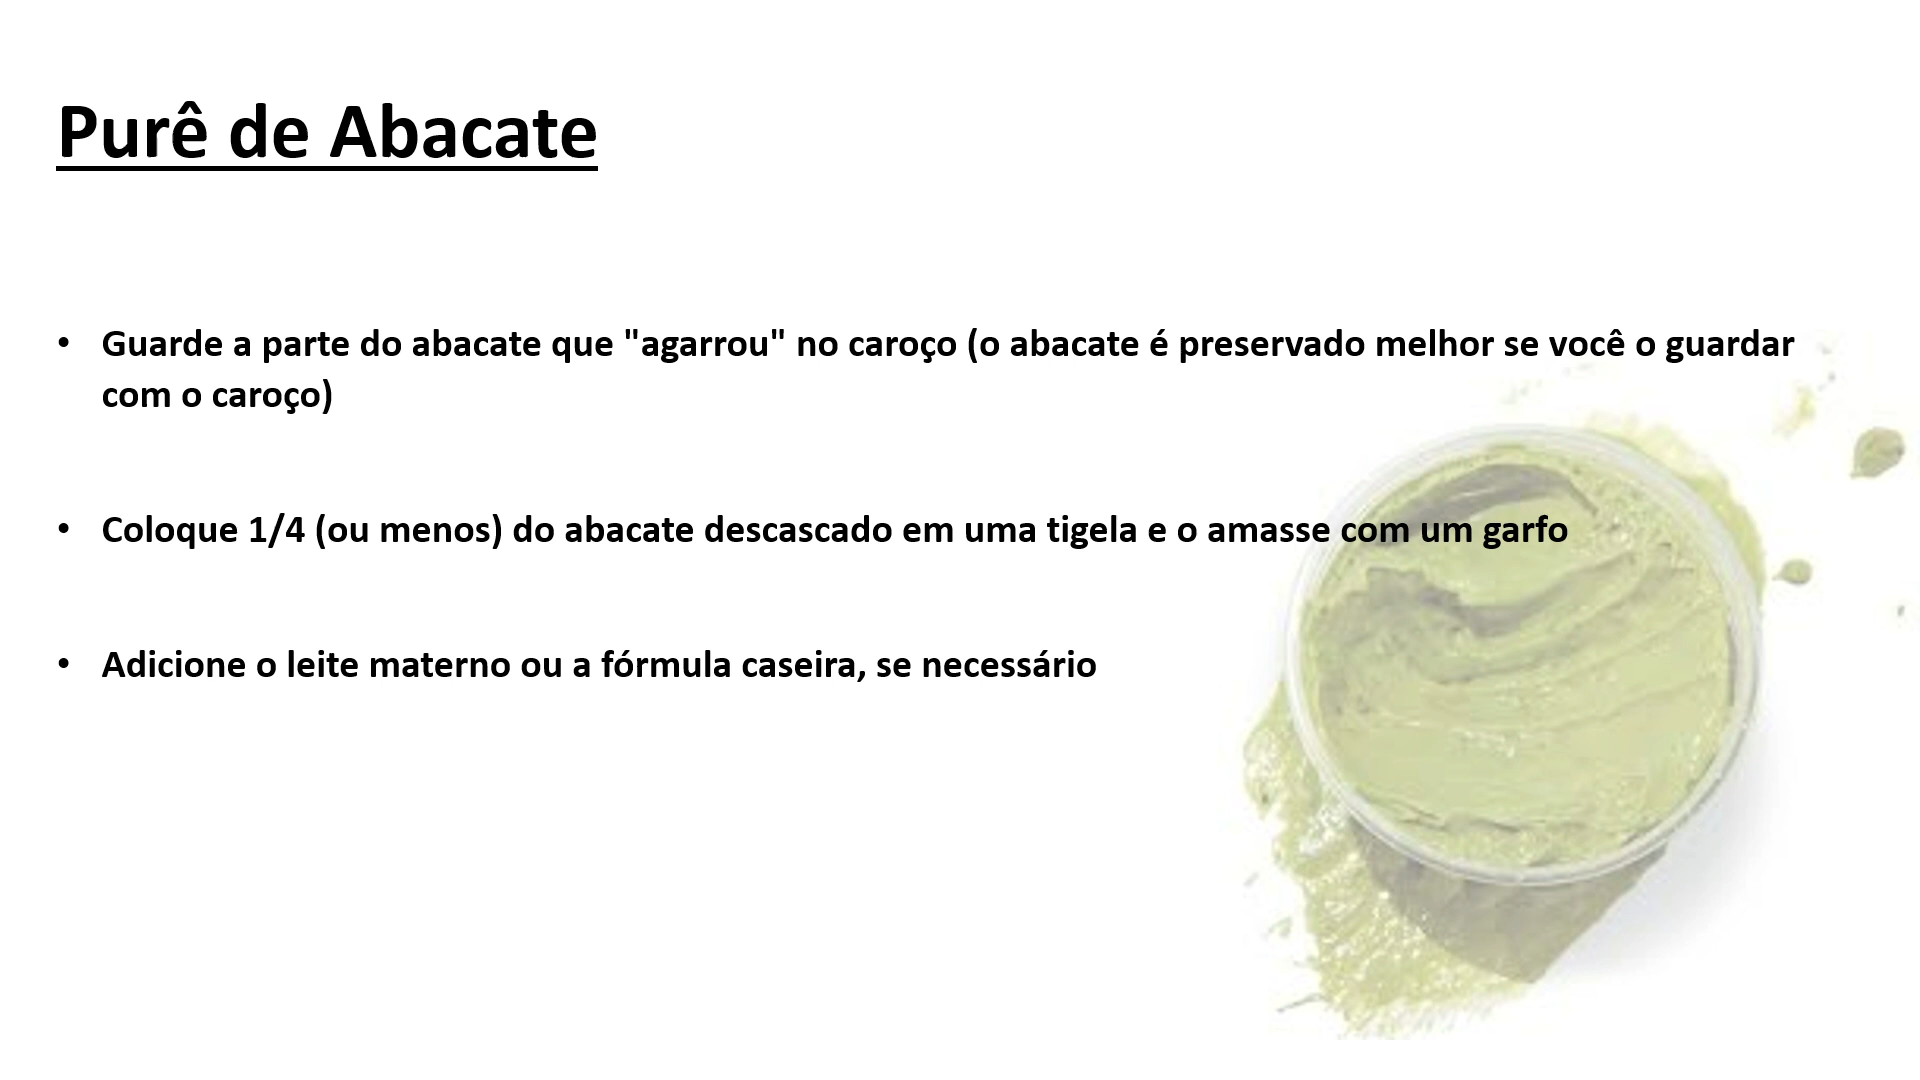 Purê de Abacate
• Guarde a parte do abacate que "agarrou" no caroço (o abacate é preservado melhor se você o guardar
com o caroço)
• Coloque 1/4 (ou menos) do abacate descascado em uma tigela e o amasse com um garfo
• Adicione o leite materno ou a fórmula caseira, se necessário